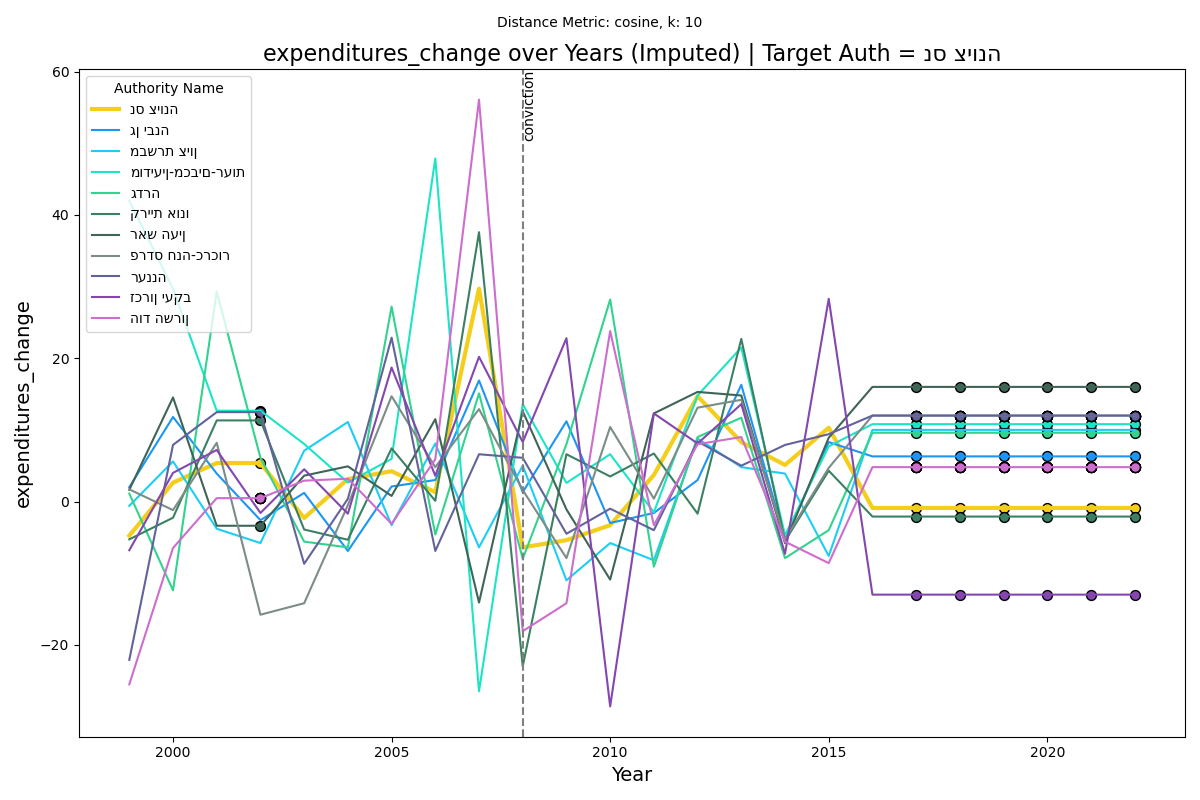 Distance Metric: cosine, k: 10
expenditures_change over Years (Imputed) | Target Auth = נס ציונה
Authority Name
נס ציונה
גן יבנה
מבשרת ציון
מודיעין-מכבים-רעות
גדרה
קריית אונו
ראש העין
פרדס חנה-כרכור
רעננה
זכרון יעקב
הוד השרון
conviction
expenditures_change
60
40
20
0
−20
2000
2005
2010
2015
2020
Year